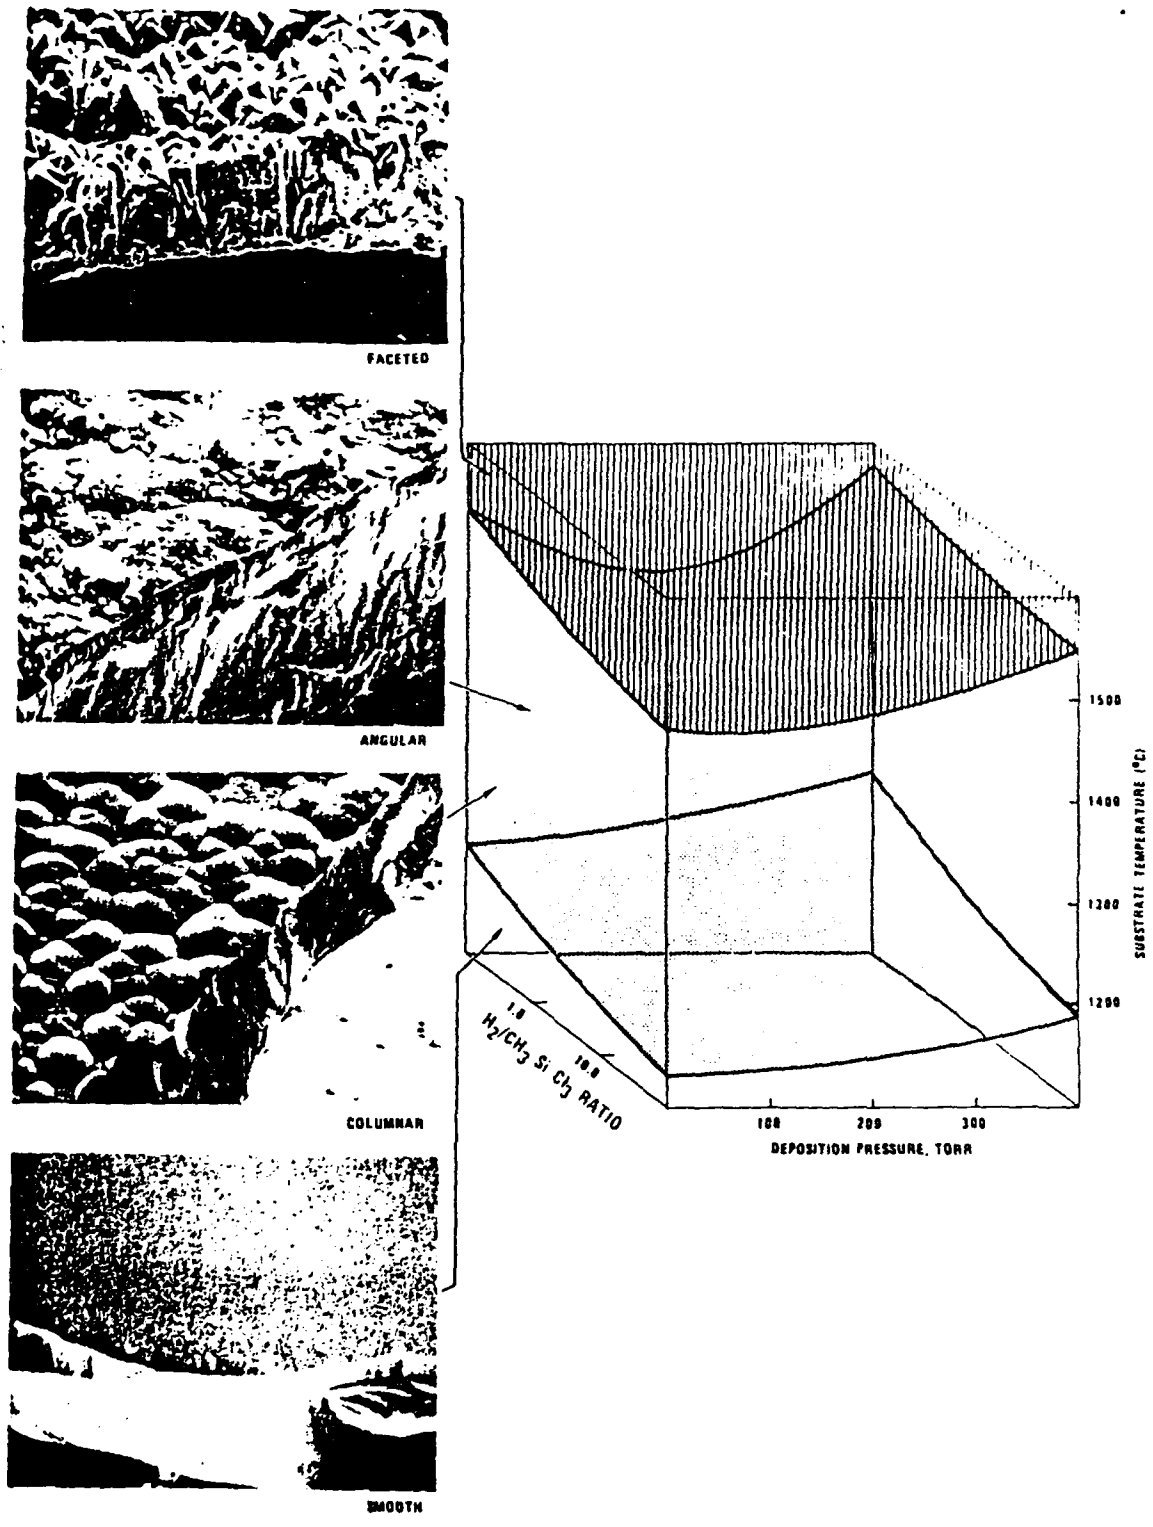 FACETED
ANGULAR
COLUMNAR
SMOOTH
1500
1400
1300
1200
SUBSTRATE TEMPERATURE (°C)
1.0
10.0
H2/CH3 Si Cl3 RATIO
100
200
300
DEPOSITION PRESSURE, TORR